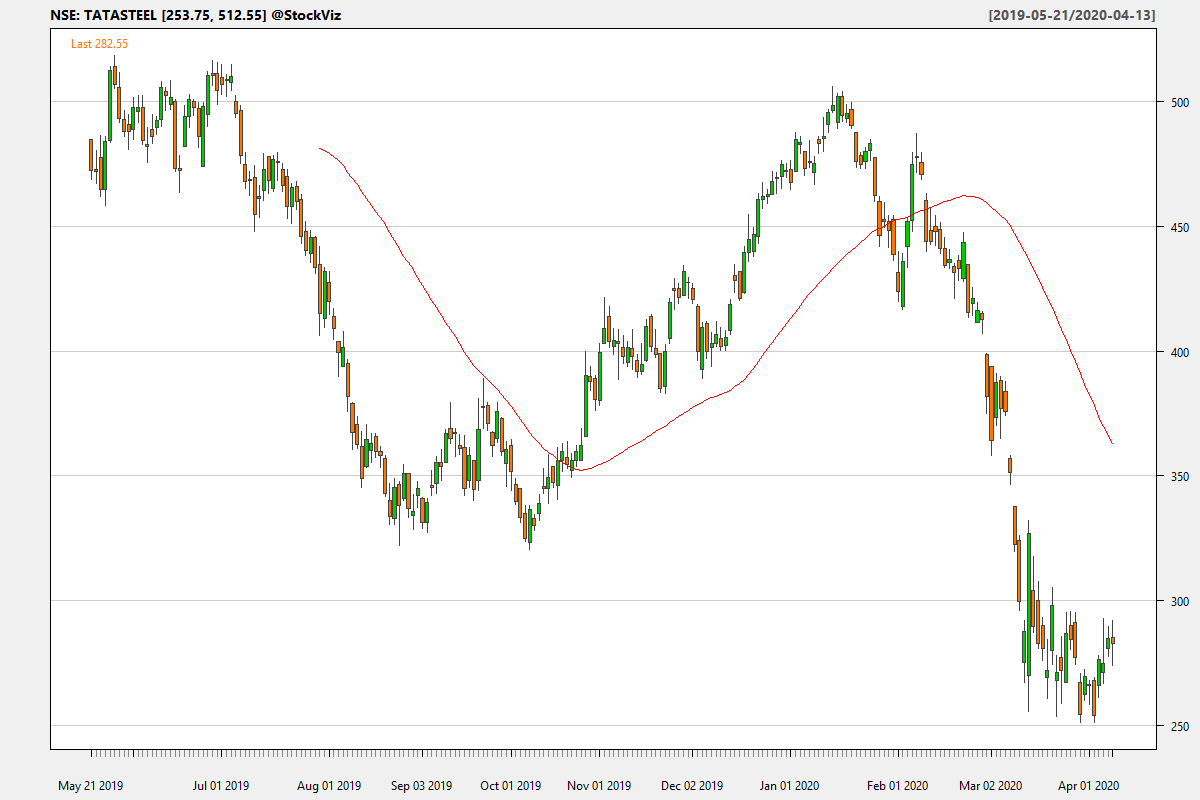 NSE: TATASTEEL [253.75, 512.55] @StockViz [2019-05-21/2020-04-13]
Last 282.55
500
450
400
350
300
250
May 21 2019 Jul 01 2019 Aug 01 2019 Sep 03 2019 Oct 01 2019 Nov 01 2019 Dec 02 2019 Jan 01 2020 Feb 01 2020 Mar 02 2020 Apr 01 2020